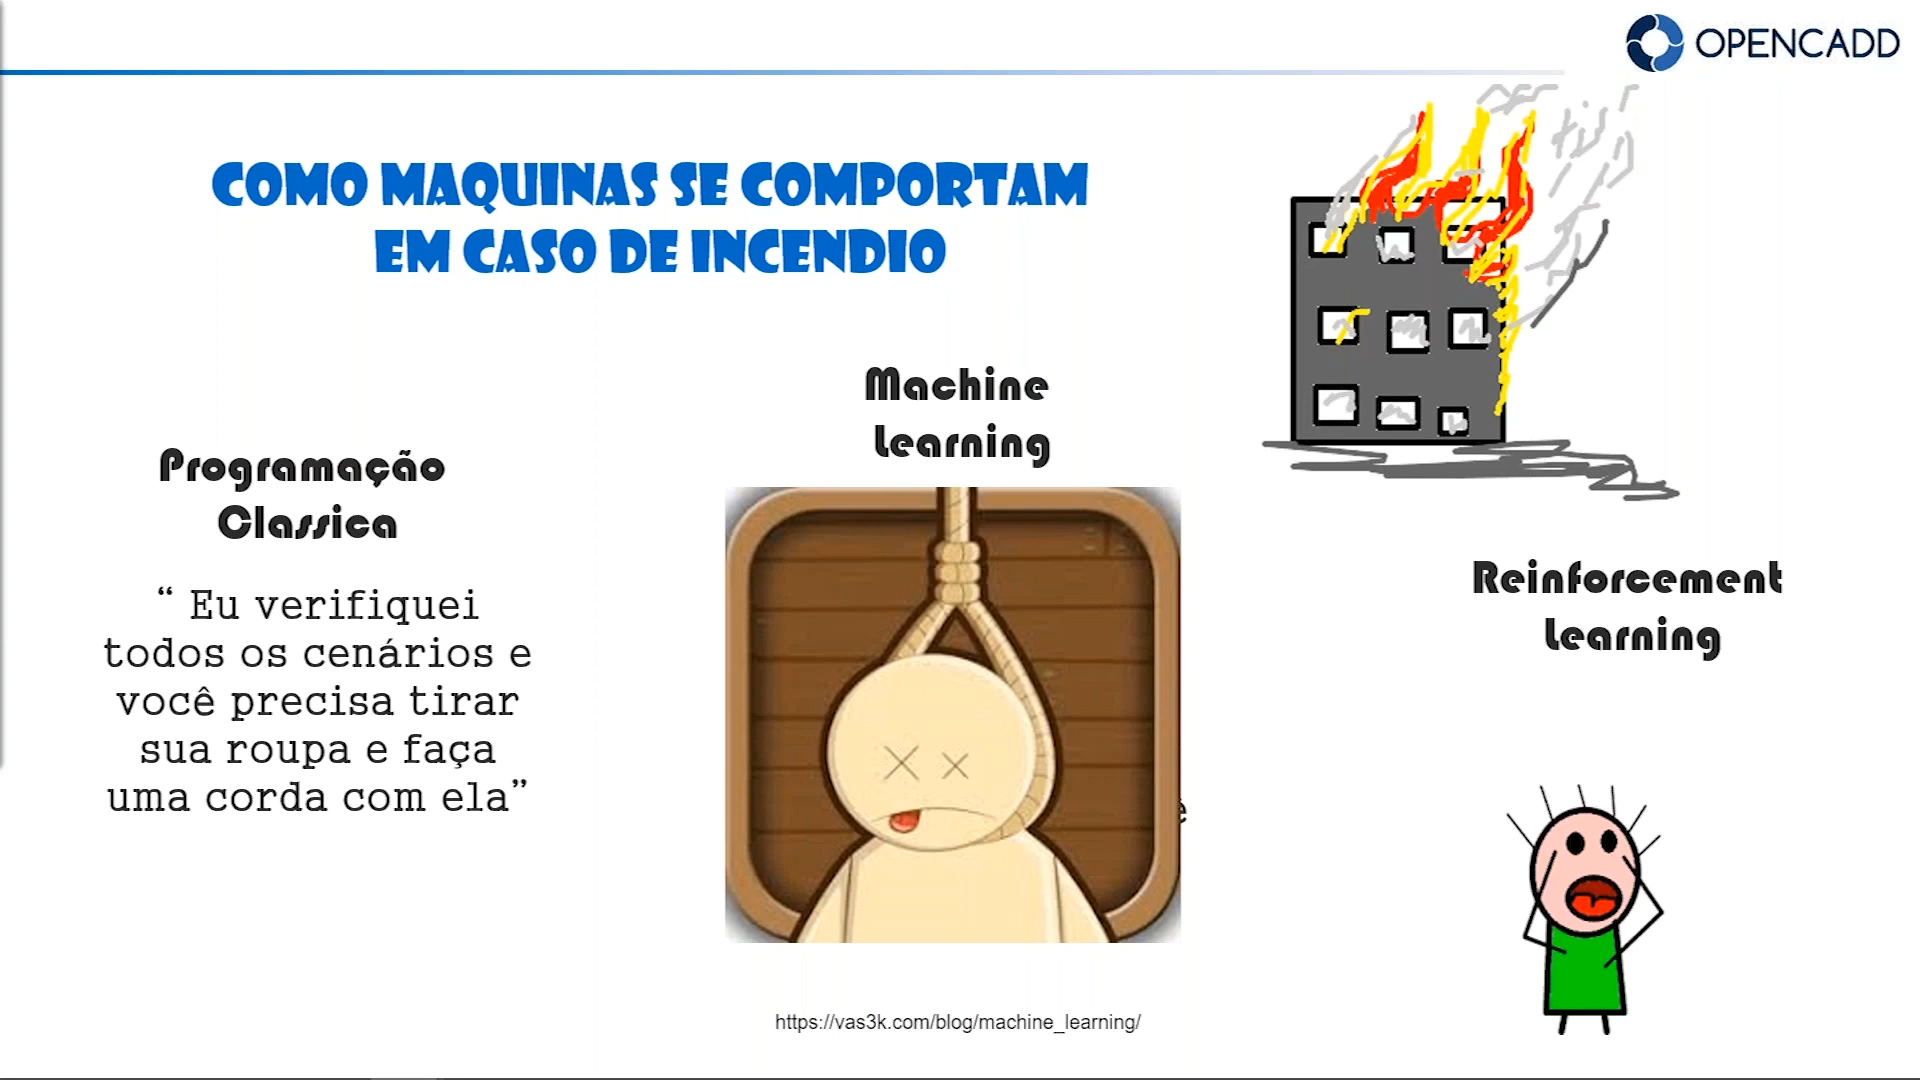 OPENCADD
COMO MAQUINAS SE COMPORTAM
EM CASO DE INCENDIO
Machine
Learning
Programação
Classica
“ Eu verifiquei
todos os cenários e
você precisa tirar
sua roupa e faça
uma corda com ela”
Reinforcement
Learning
https://vas3k.com/blog/machine_learning/